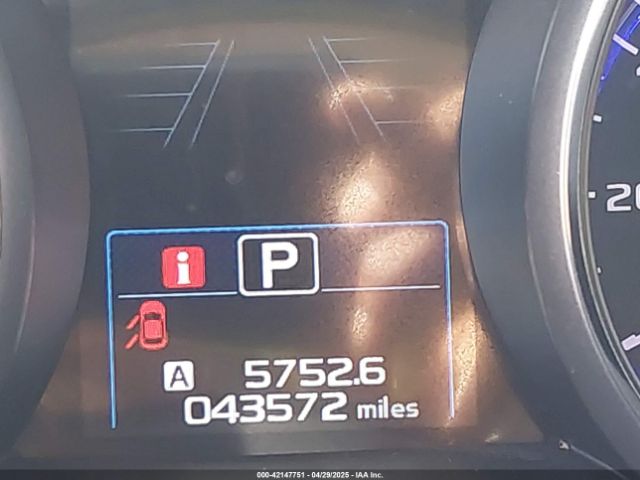 20
i P
A 5752.6
043572 miles
000-42147751 - 04/29/2025 - IAA Inc.